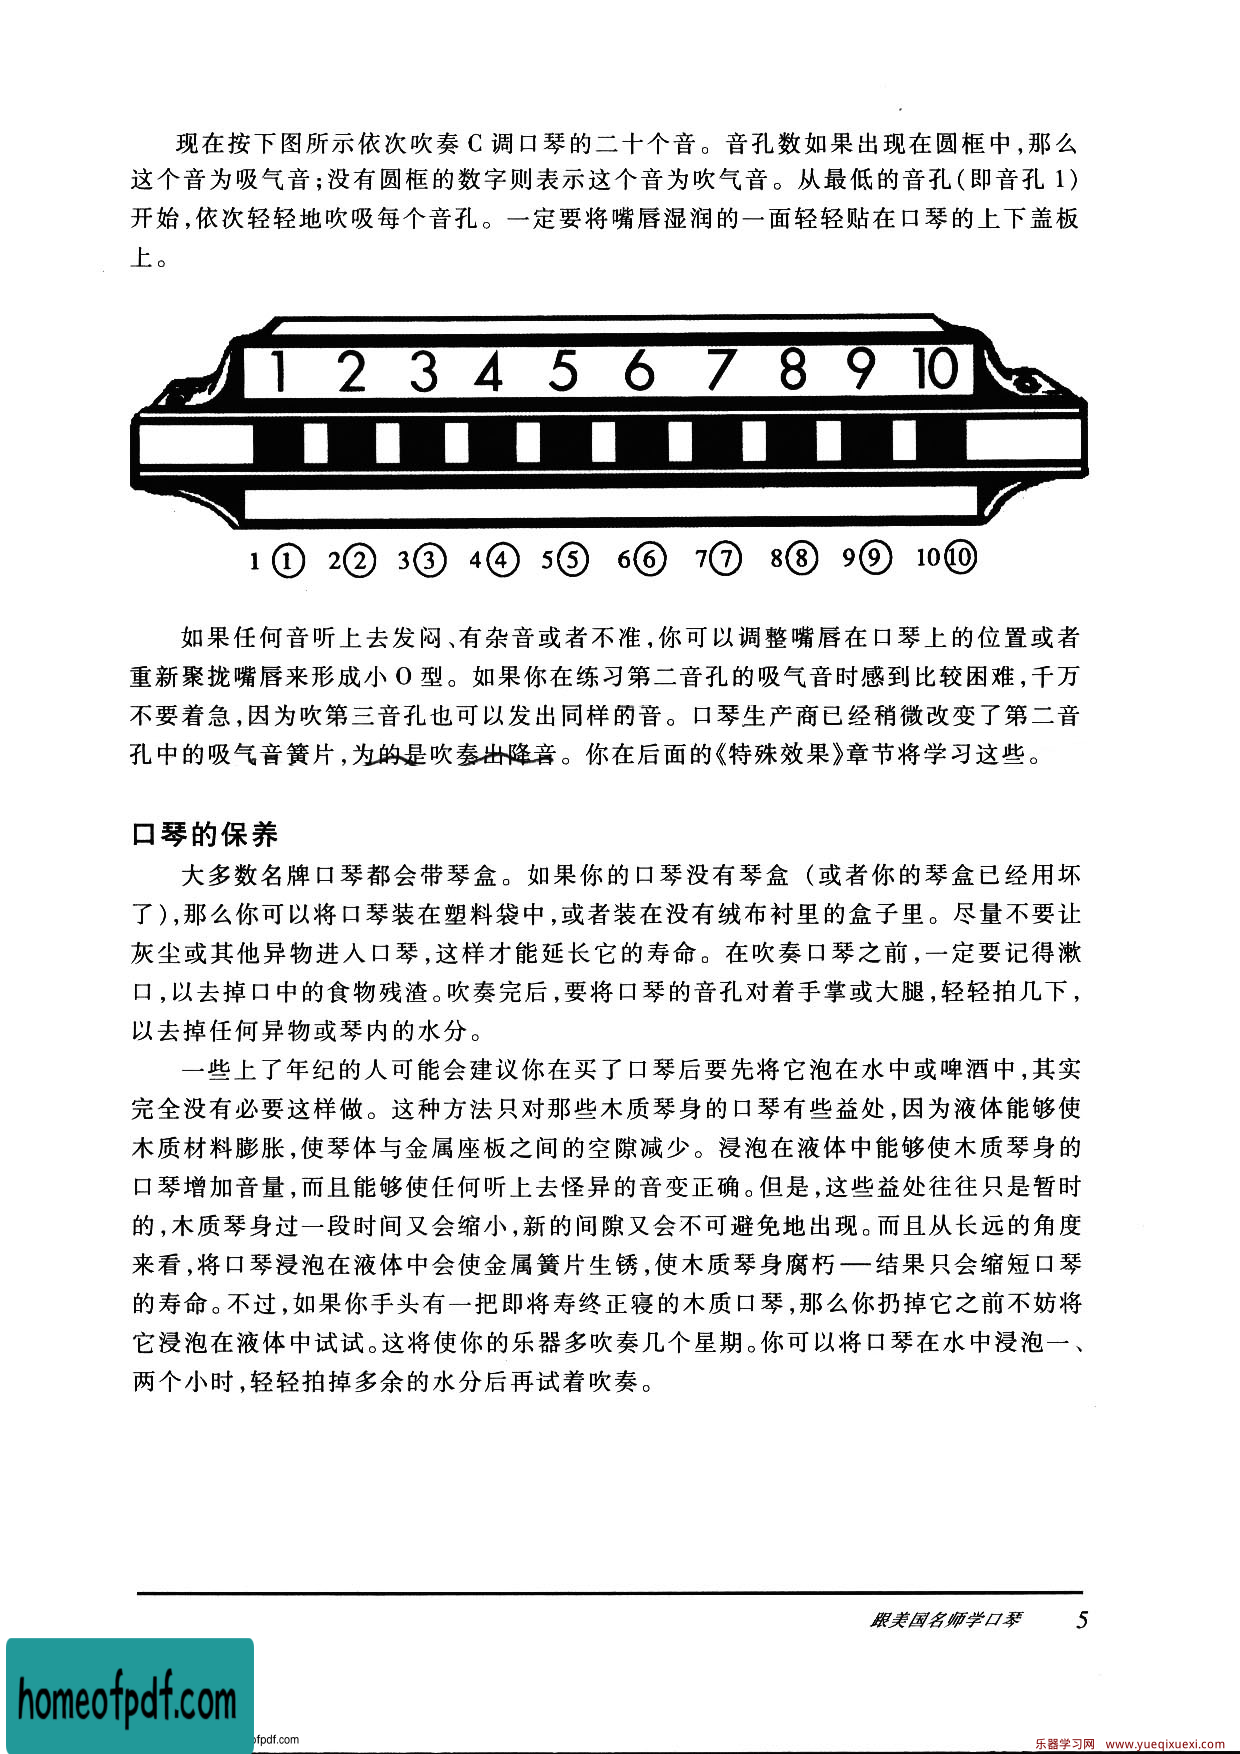 现在按下图所示依次吹奏 C 调口琴的二十个音。音孔数如果出现在圆框中,那么
这个音为吸气音;没有圆框的数字则表示这个音为吹气音。从最低的音孔(即音孔 1)
开始,依次轻轻地吹吸每个音孔。一定要将嘴唇湿润的一面轻轻贴在口琴的上下盖板
上。
1 2 3 4 5 6 7 8 9 10
1① 2② 3③ 4④ 5⑤ 6⑥ 7⑦ 8⑧ 9⑨ 10⑩
如果任何音听上去发闷、有杂音或者不准,你可以调整嘴唇在口琴上的位置或者
重新聚拢嘴唇来形成小 O 型。如果你在练习第二音孔的吸气音时感到比较困难,千万
不要着急,因为吹第三音孔也可以发出同样的音。口琴生产商已经稍微改变了第二音
孔中的吸气音簧片,为的是吹奏出降音。你在后面的《特殊效果》章节将学习这些。
口琴的保养
大多数名牌口琴都会带琴盒。如果你的口琴没有琴盒(或者你的琴盒已经用坏
了),那么你可以将口琴装在塑料袋中,或者装在没有绒布衬里的盒子里。尽量不要让
灰尘或其他异物进入口琴,这样才能延长它的寿命。在吹奏口琴之前,一定要记得漱
口,以去掉口中的食物残渣。吹奏完后,要将口琴的音孔对着手掌或大腿,轻轻拍几下,
以去掉任何异物或琴内的水分。
一些上了年纪的人可能会建议你在买了口琴后要先将它泡在水中或啤酒中,其实
完全没有必要这样做。这种方法只对那些木质琴身的口琴有些益处,因为液体能够使
木质材料膨胀,使琴体与金属座板之间的空隙减少。浸泡在液体中能够使木质琴身的
口琴增加音量,而且能够使任何听上去怪异的音变正确。但是,这些益处往往只是暂时
的,木质琴身过一段时间又会缩小,新的间隙又会不可避免地出现。而且从长远的角度
来看,将口琴浸泡在液体中会使金属簧片生锈,使木质琴身腐朽——结果只会缩短口琴
的寿命。不过,如果你手头有一把即将寿终正寝的木质口琴,那么你扔掉它之前不妨将
它浸泡在液体中试试。这将使你的乐器多吹奏几个星期。你可以将口琴在水中浸泡一、
两个小时,轻轻拍掉多余的水分后再试着吹奏。
跟美国名师学口琴 5
homeofpdf.com
ofpdf.com
乐器学习网 www.yueqixuexi.com